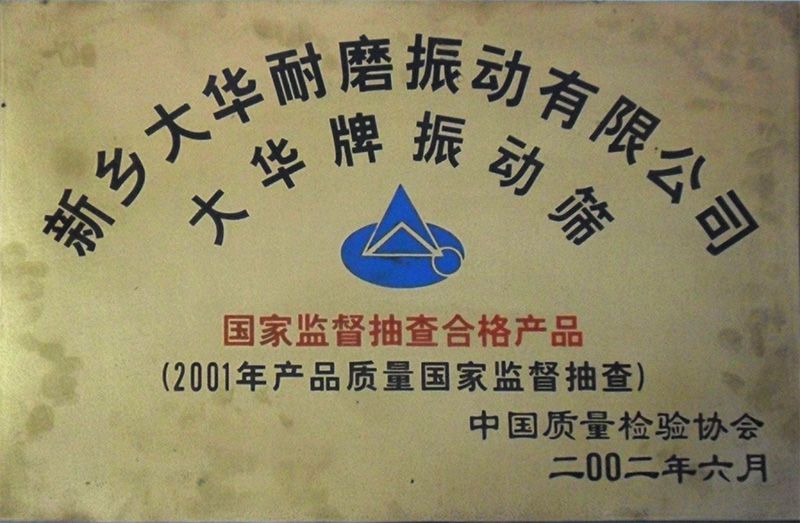 新乡大华耐磨振动有限公司
大华牌振动筛
国家监督抽查合格产品
(2001年产品质量国家监督抽查)
中国质量检验协会
二00二年六月